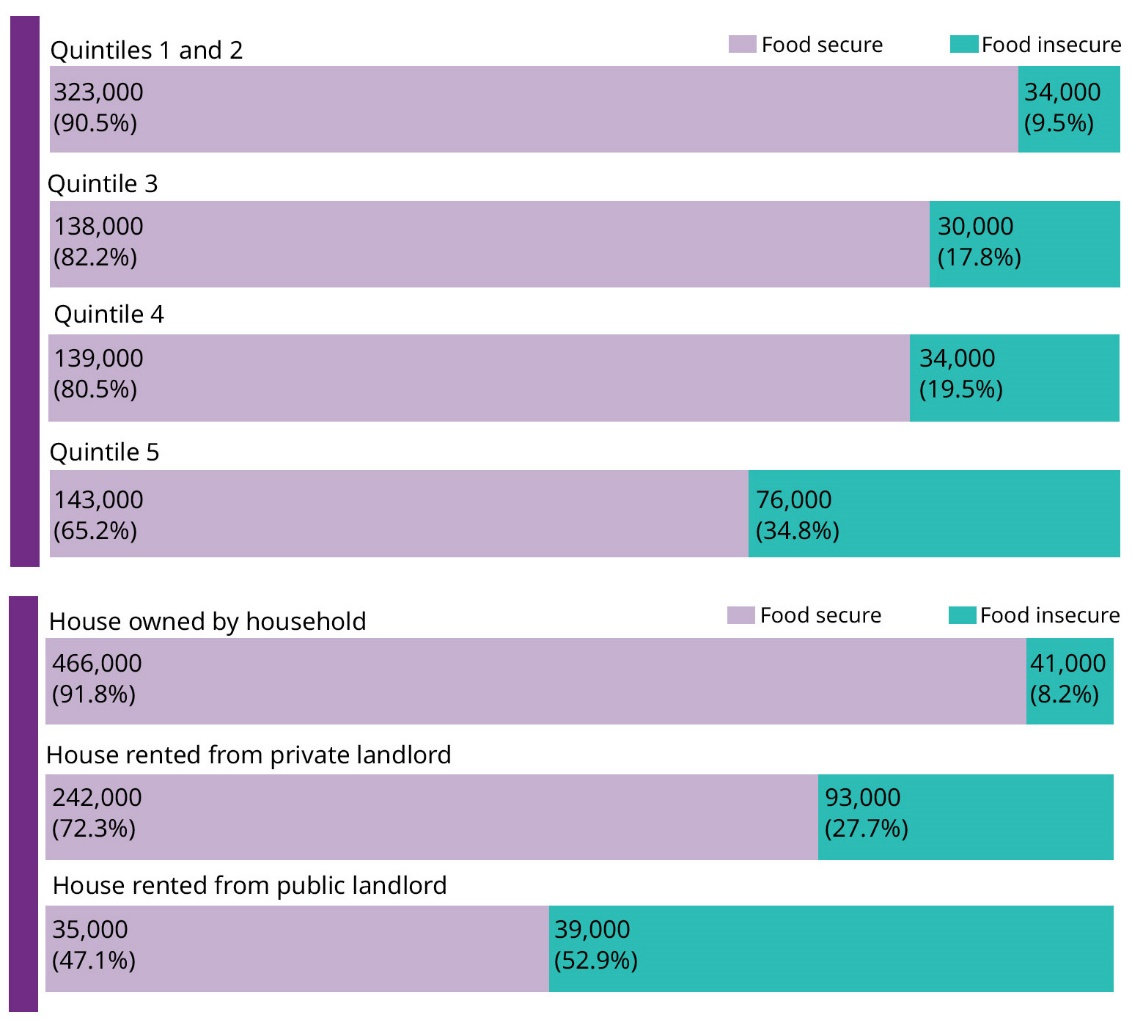 Quintiles 1 and 2
Food secure
Food insecure
323,000
(90.5%)
34,000
(9.5%)
Quintile 3
138,000
(82.2%)
30,000
(17.8%)
Quintile 4
139,000
(80.5%)
34,000
(19.5%)
Quintile 5
143,000
(65.2%)
76,000
(34.8%)
House owned by household
Food secure
Food insecure
466,000
(91.8%)
41,000
(8.2%)
House rented from private landlord
242,000
(72.3%)
93,000
(27.7%)
House rented from public landlord
35,000
(47.1%)
39,000
(52.9%)